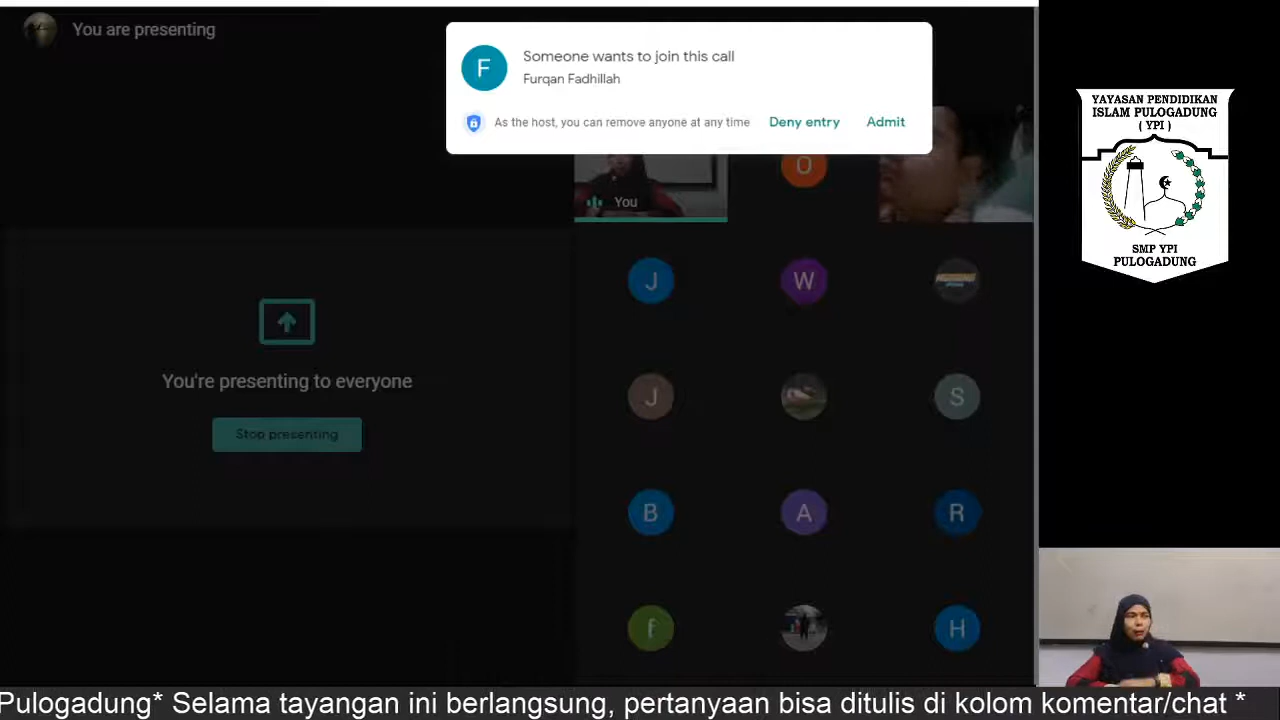 You are presenting
Someone wants to join this call
F
Furqan Fadhillah
As the host, you can remove anyone at any time
Deny entry
Admit
You
O
J
W
You're presenting to everyone
J
S
Stop presenting
B
A
R
f
H
YAYASAN PENDIDIKAN
ISLAM PULOGADUNG
( YPI )
SMP YPI
PULOGADUNG
Pulogadung* Selama tayangan ini berlangsung, pertanyaan bisa ditulis di kolom komentar/chat *